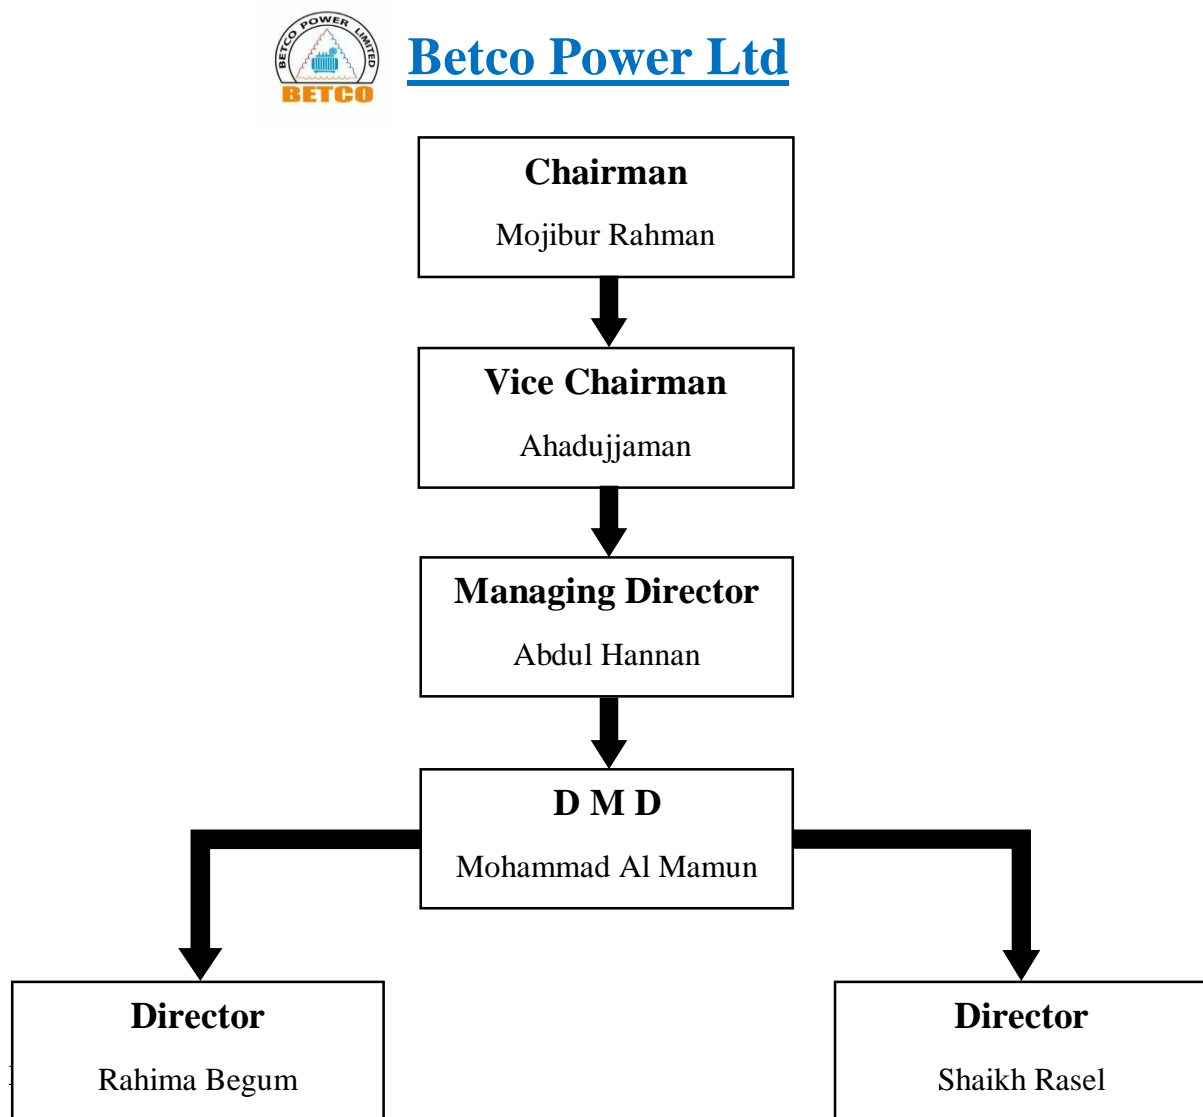 BETCO POWER LIMITED
BETCO
Betco Power Ltd
Chairman
Mojibur Rahman
Vice Chairman
Ahadujjaman
Managing Director
Abdul Hannan
D M D
Mohammad Al Mamun
Director
Rahima Begum
Director
Shaikh Rasel